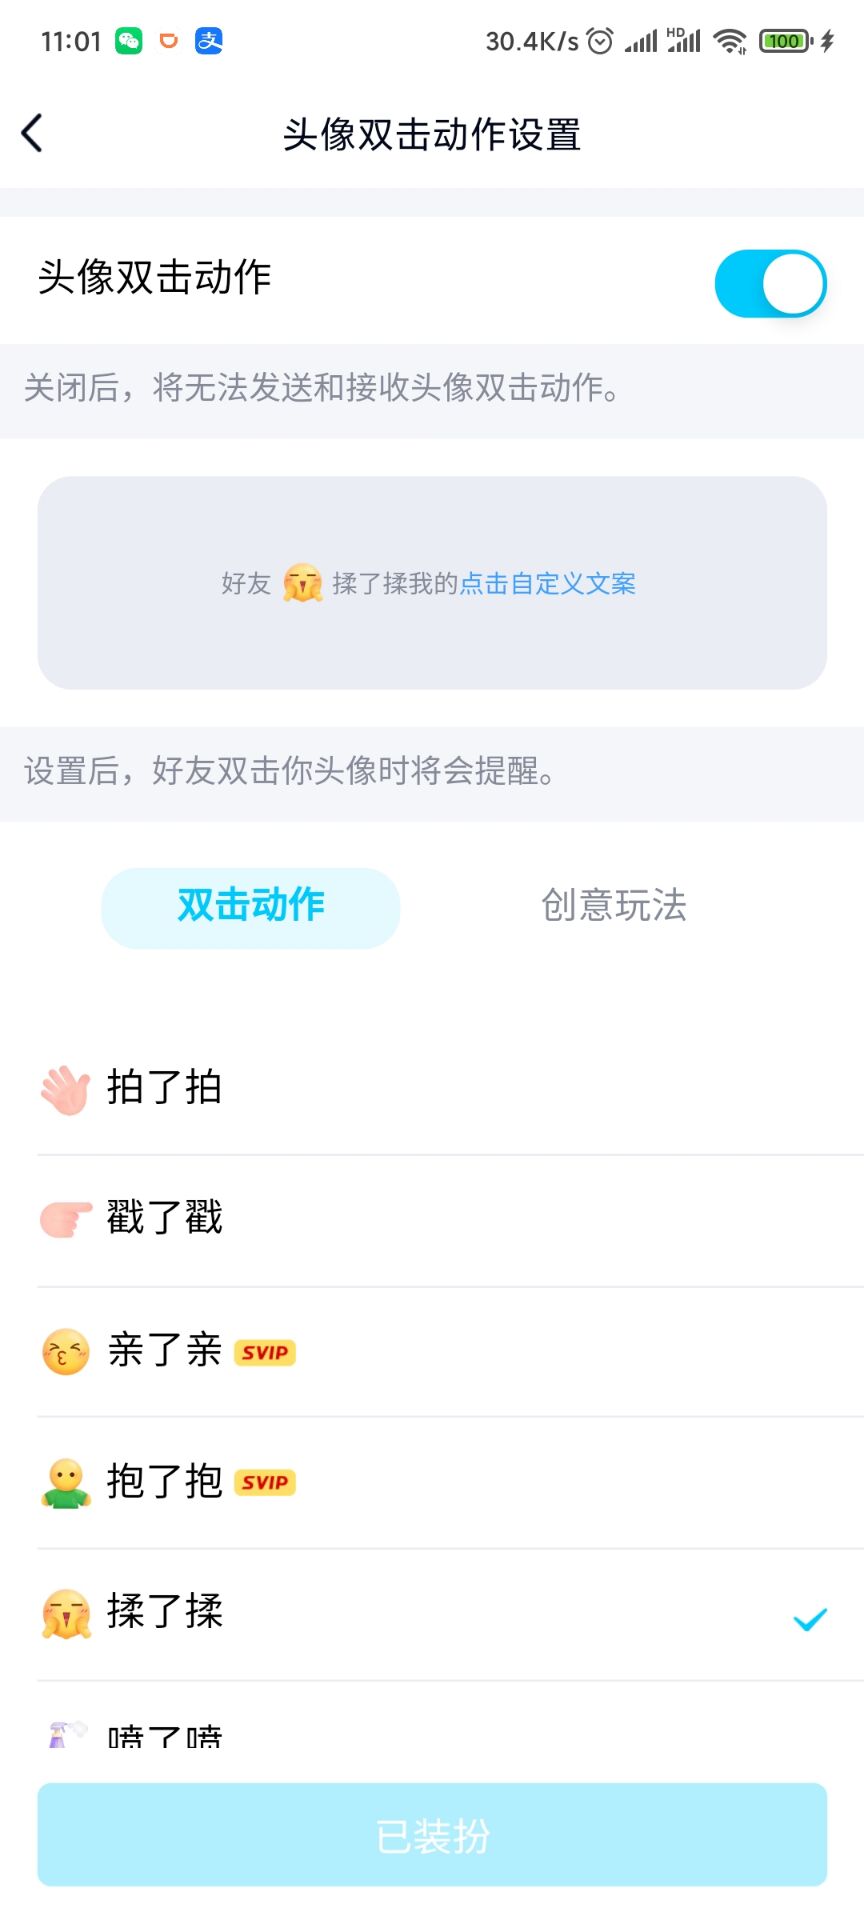 11:01 30.4K/s HD 100
头像双击动作设置
头像双击动作
关闭后，将无法发送和接收头像双击动作。
好友 揉了揉我的点击自定义文案
设置后，好友双击你头像时将会提醒。
双击动作 创意玩法
拍了拍
戳了戳
亲了亲 SVIP
抱了抱 SVIP
揉了揉
喷了喷
已装扮